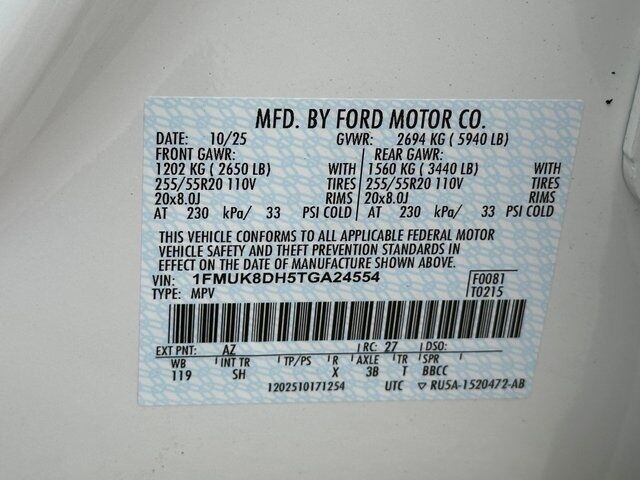 MFD. BY FORD MOTOR CO.
DATE: 10/25 GVWR: 2694 KG ( 5940 LB)
FRONT GAWR: REAR GAWR:
1202 KG ( 2650 LB) WITH 1560 KG ( 3440 LB) WITH
255/55R20 110V TIRES 255/55R20 110V TIRES
20x8.0J RIMS 20x8.0J RIMS
AT 230 kPa/ 33 PSI COLD AT 230 kPa/ 33 PSI COLD
THIS VEHICLE CONFORMS TO ALL APPLICABLE FEDERAL MOTOR
VEHICLE SAFETY AND THEFT PREVENTION STANDARDS IN
EFFECT ON THE DATE OF MANUFACTURE SHOWN ABOVE.
VIN: 1FMUK8DH5TGA24554 F0081
TYPE: MPV T0215
EXT PNT: AZ RC: 27 DSO:
WB INT TR TP/PS R AXLE TR SPR
119 SH X 3B T BBCC
1202510171254 UTC ▽ RU5A-1520472-AB